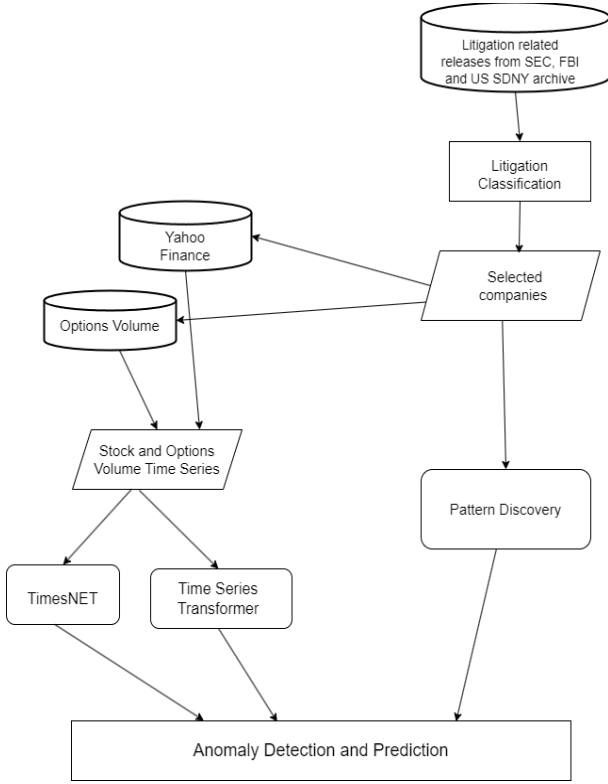 Litigation related
releases from SEC, FBI
and US SDNY archive
Litigation
Classification
Yahoo
Finance
Selected
companies
Options Volume
Stock and Options
Volume Time Series
Pattern Discovery
TimesNET
Time Series
Transformer
Anomaly Detection and Prediction